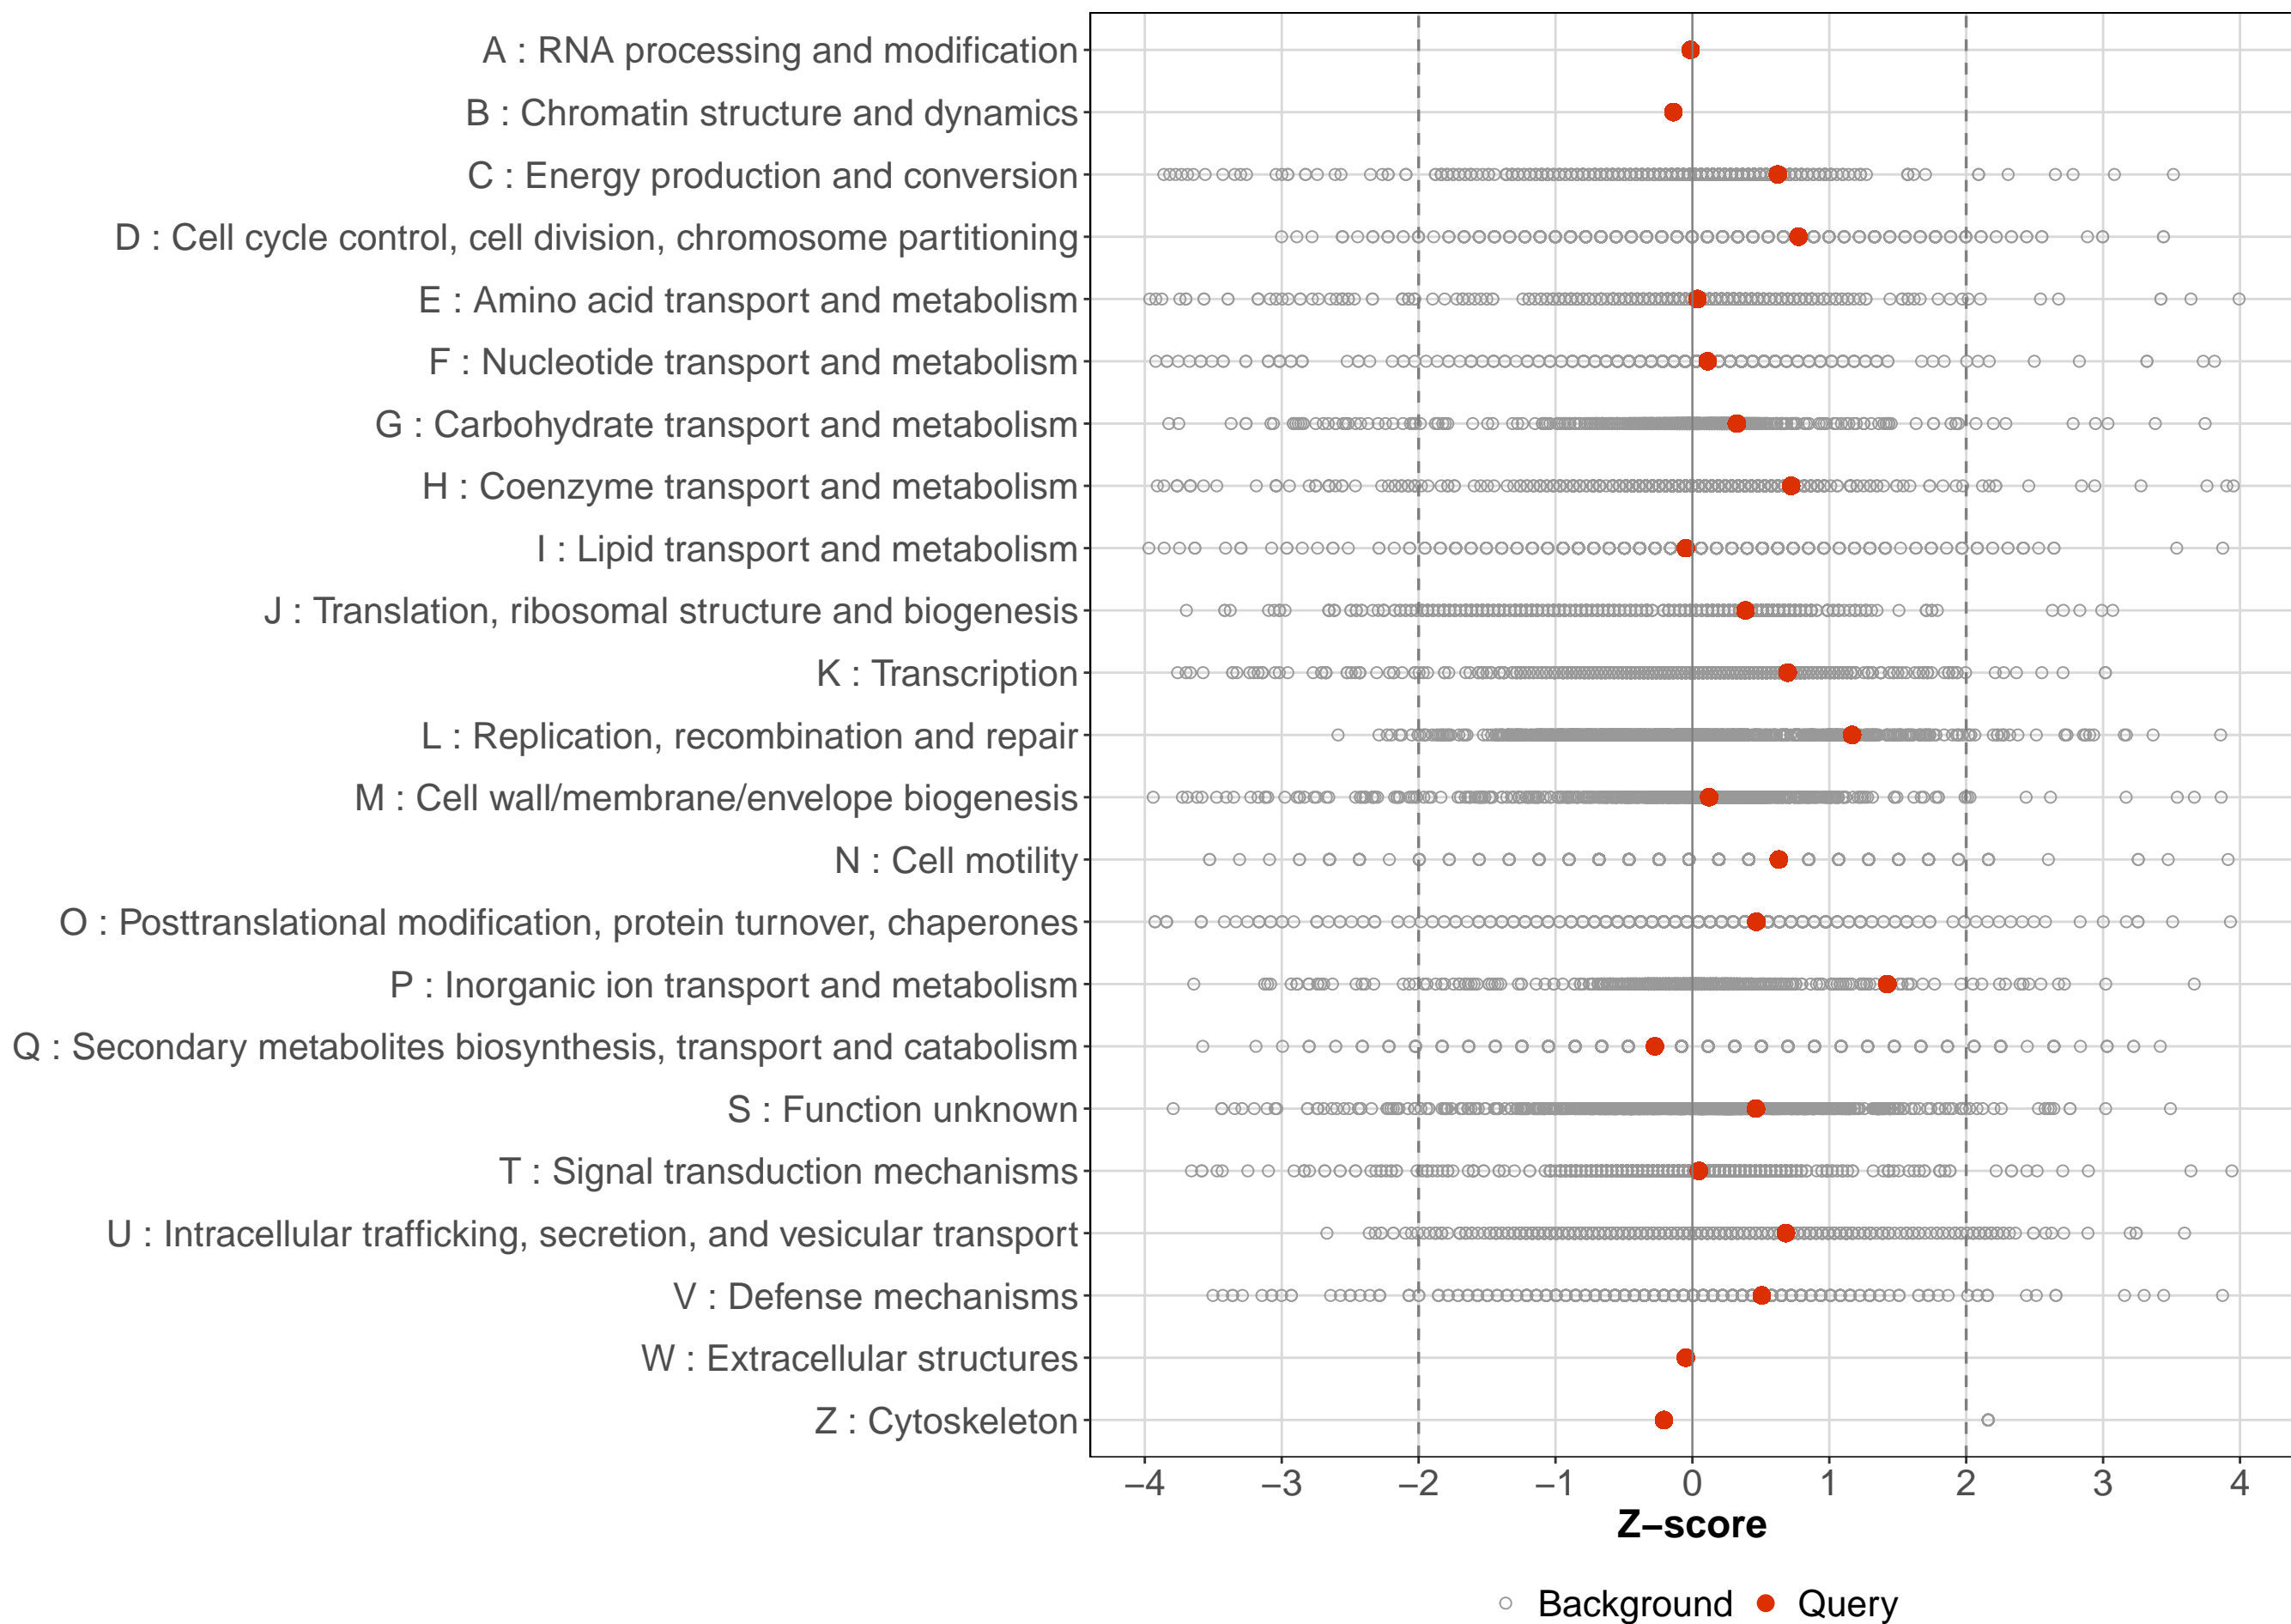 A : RNA processing and modification
B : Chromatin structure and dynamics
C : Energy production and conversion
D : Cell cycle control, cell division, chromosome partitioning
E : Amino acid transport and metabolism
F : Nucleotide transport and metabolism
G : Carbohydrate transport and metabolism
H : Coenzyme transport and metabolism
I : Lipid transport and metabolism
J : Translation, ribosomal structure and biogenesis
K : Transcription
L : Replication, recombination and repair
M : Cell wall/membrane/envelope biogenesis
N : Cell motility
O : Posttranslational modification, protein turnover, chaperones
P : Inorganic ion transport and metabolism
Q : Secondary metabolites biosynthesis, transport and catabolism
S : Function unknown
T : Signal transduction mechanisms
U : Intracellular trafficking, secretion, and vesicular transport
V : Defense mechanisms
W : Extracellular structures
Z : Cytoskeleton
−4 −3 −2 −1 0 1 2 3 4
Z−score
Background Query